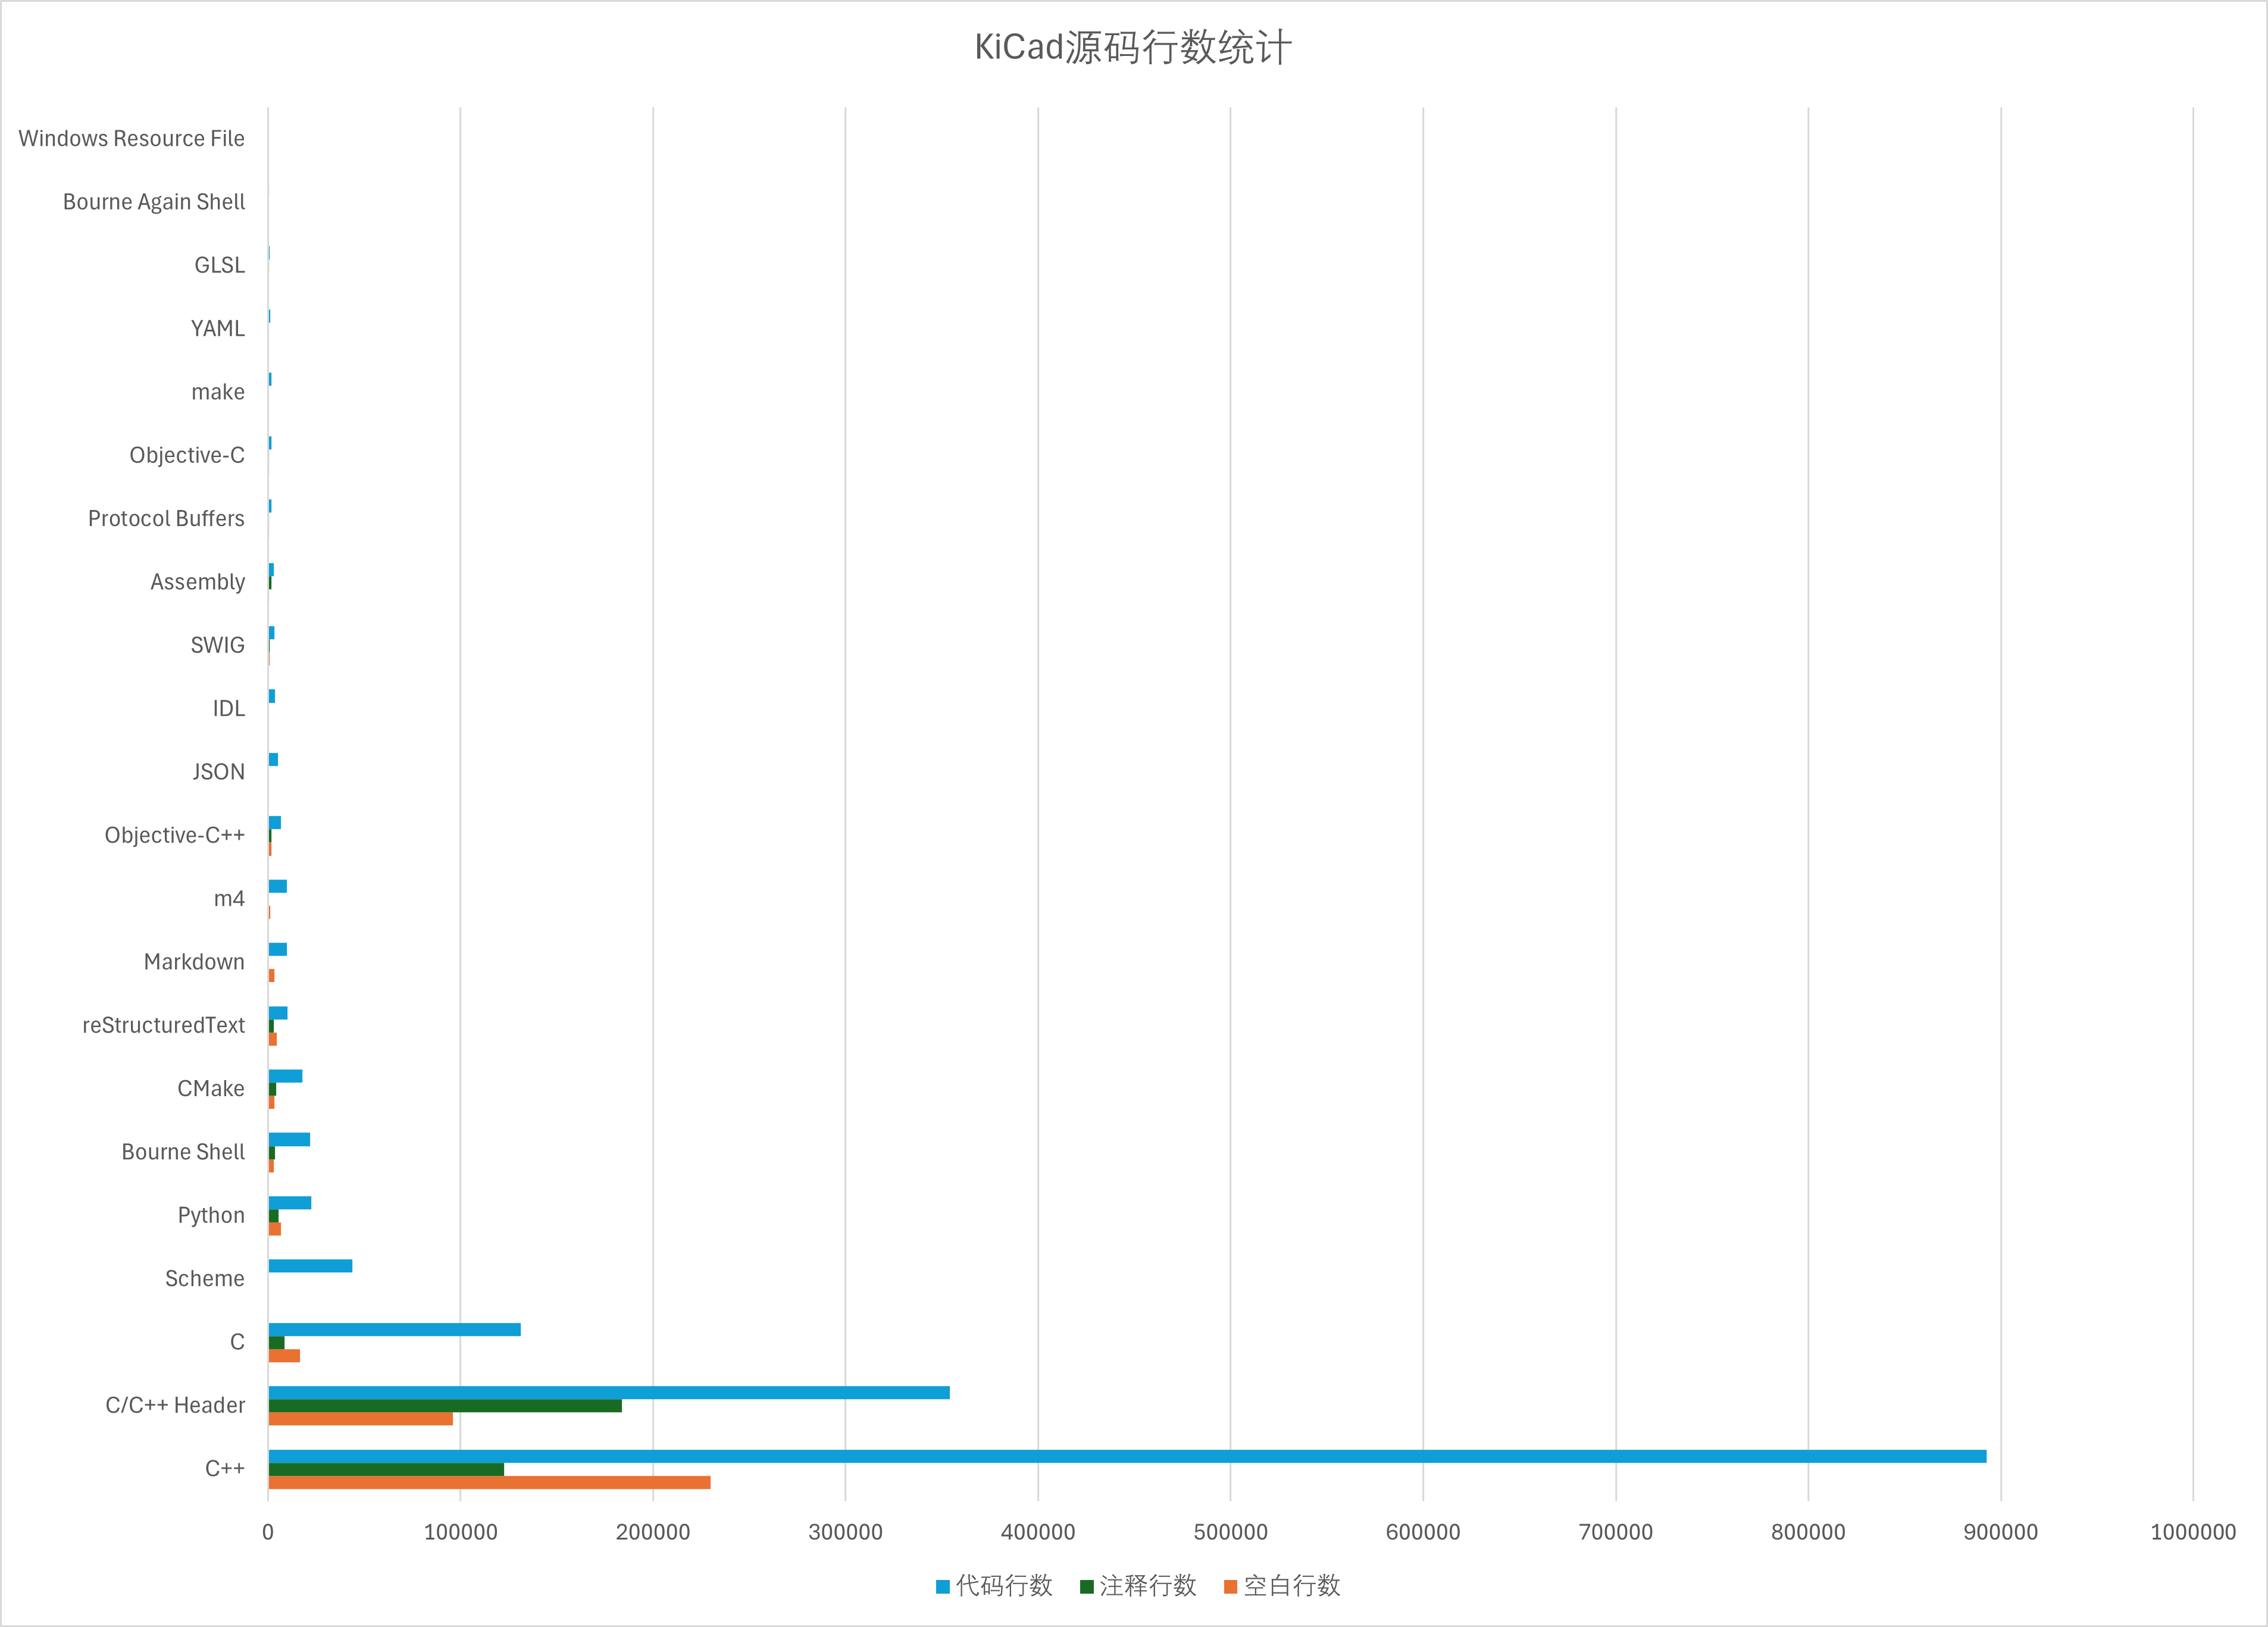 KiCad源码行数统计
Windows Resource File
Bourne Again Shell
GLSL
YAML
make
Objective-C
Protocol Buffers
Assembly
SWIG
IDL
JSON
Objective-C++
m4
Markdown
reStructuredText
CMake
Bourne Shell
Python
Scheme
C
C/C++ Header
C++
0 100000 200000 300000 400000 500000 600000 700000 800000 900000 1000000
代码行数 注释行数 空白行数